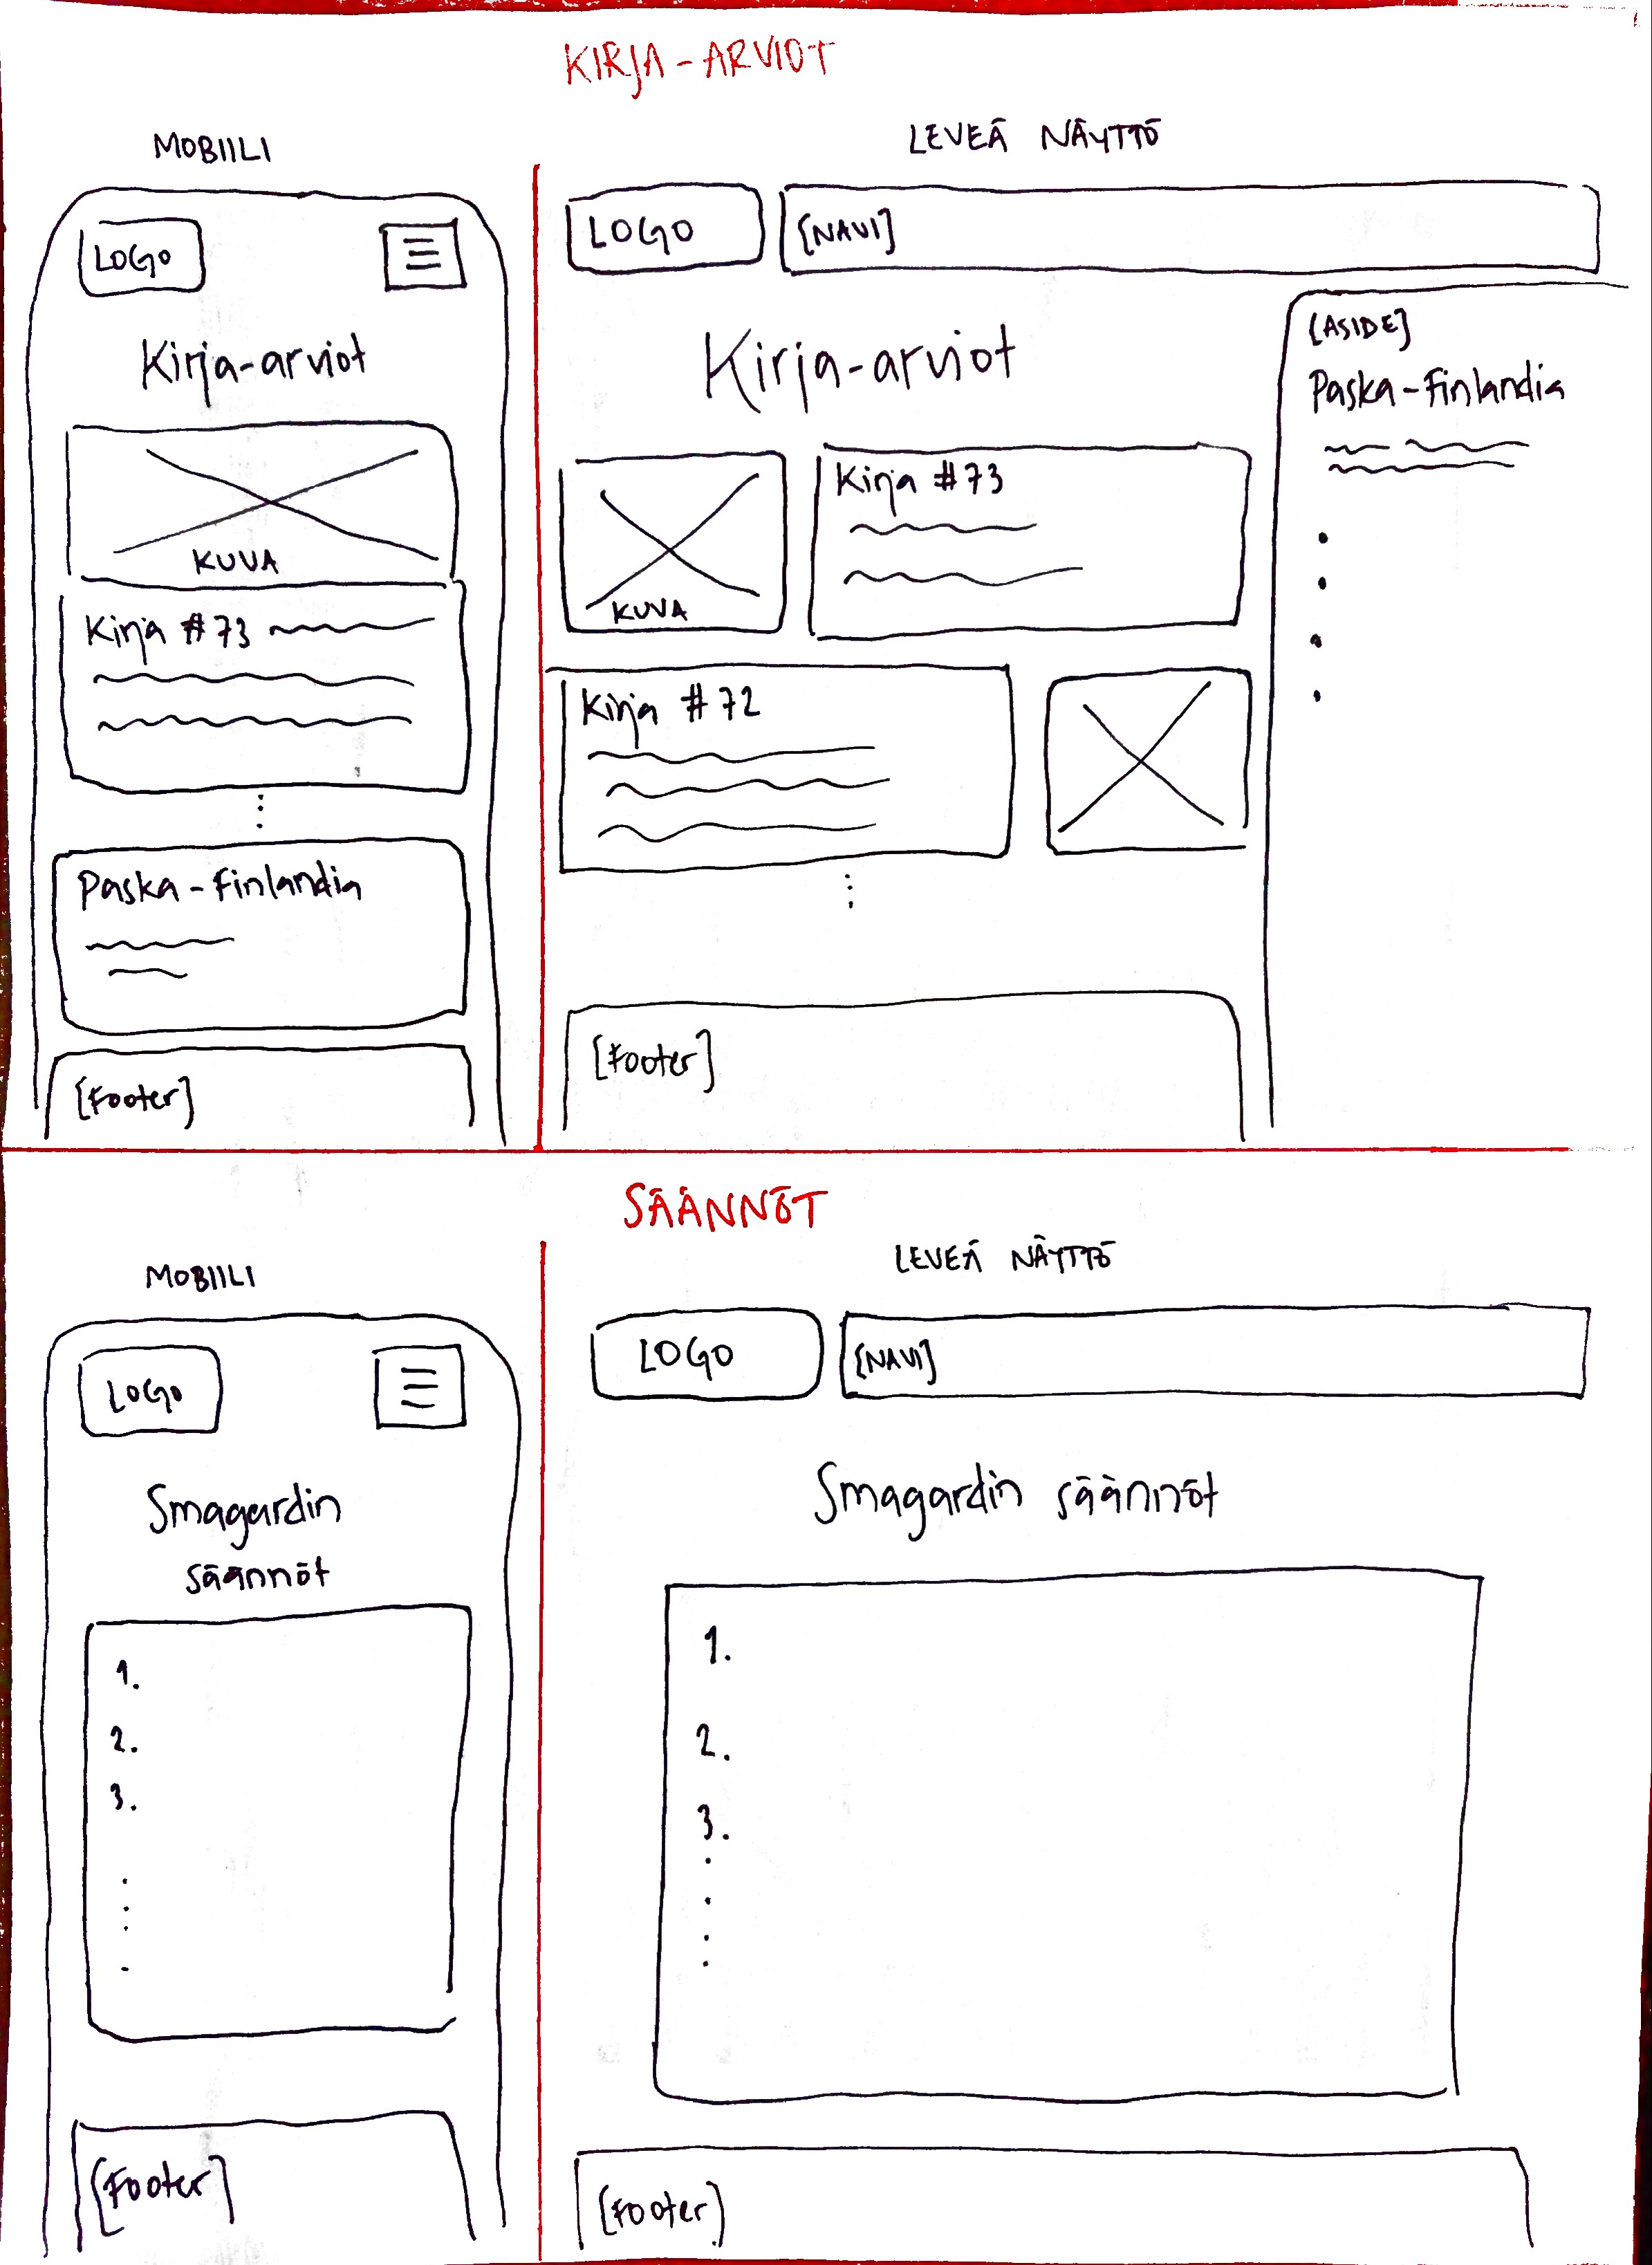 KIRJA-ARVIOT
MOBIILI
LOGO
Kirja-arviot
KUVA
Kirja #73
Paska-Finlandia
[Footer]
LEVEÄ NÄYTTÖ
LOGO
[NAVI]
Kirja-arviot
KUVA
Kirja #73
Kirja #72
[Footer]
[ASIDE]
Paska-Finlandia
SÄÄNNÖT
MOBIILI
LOGO
Smagardin
säännöt
1.
2.
3.
[Footer]
LEVEÄ NÄYTTÖ
LOGO
[NAVI]
Smagardin säännöt
1.
2.
3.
[Footer]